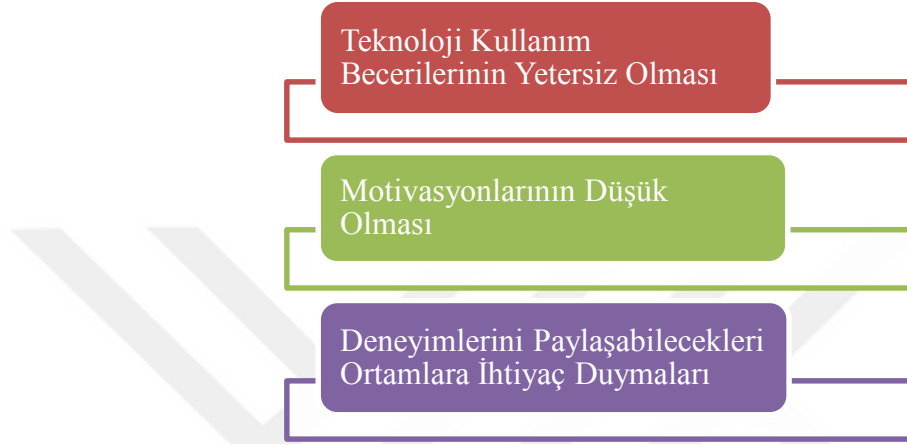 Teknoloji Kullanım
Becerilerinin Yetersiz Olması
Motivasyonlarının Düşük
Olması
Deneyimlerini Paylaşabilecekleri
Ortamlara İhtiyaç Duymaları